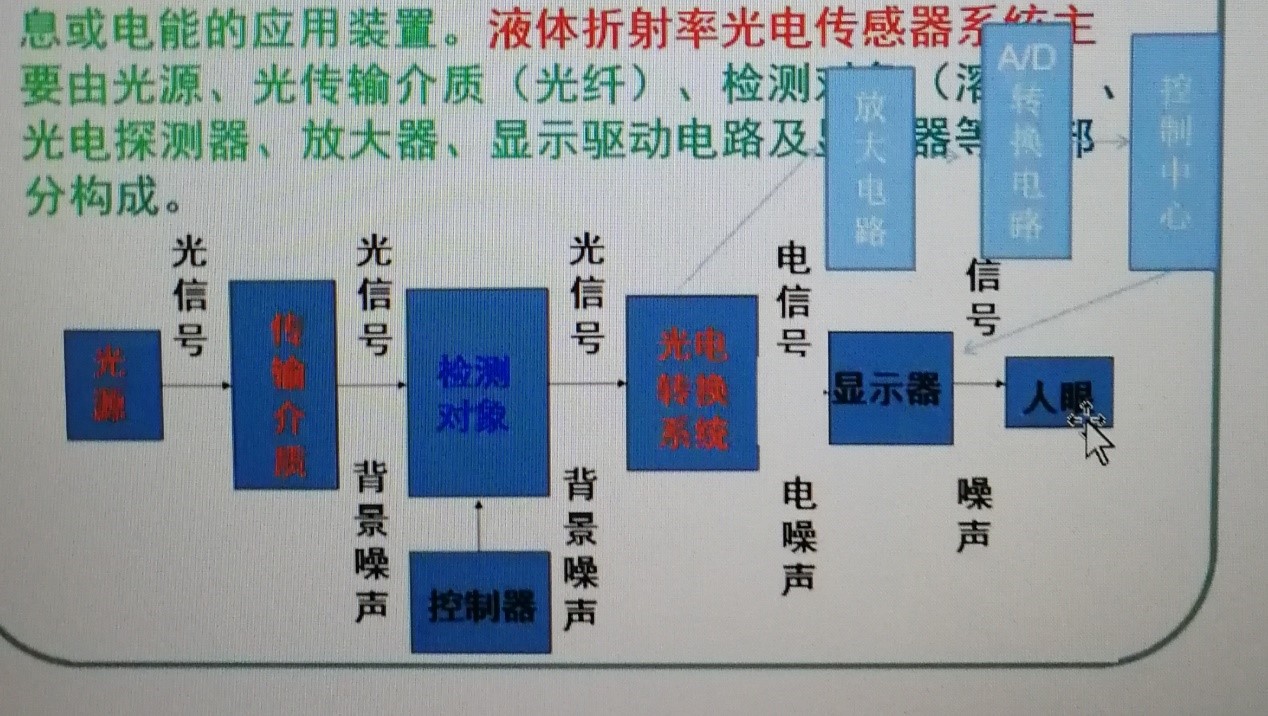 息或电能的应用装置。液体折射率光电传感器系统主
要由光源、光传输介质（光纤）、检测对（溶、
光电探测器、放大器、显示驱动电路及显器等部
分构成。
光信号
光信号
光信号
电信号
信号
放大电路
A/D转换电路
控制中心
光源
传输介质
检测对象
光电转换系统
显示器
人眼
背景噪声
背景噪声
电噪声
噪声
控制器